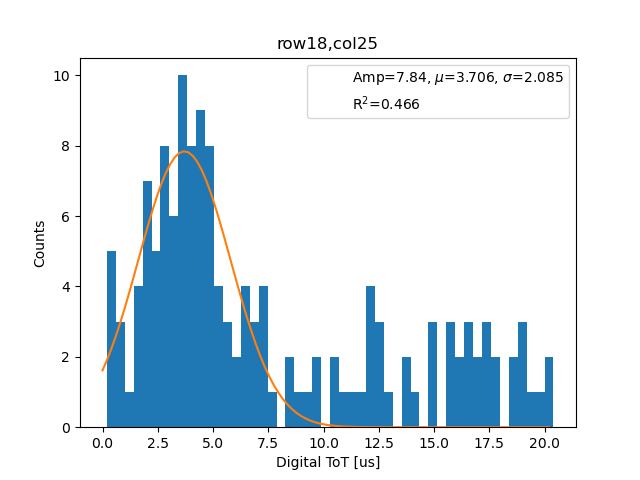 row18,col25
Amp=7.84, μ=3.706, σ=2.085
R²=0.466
10
8
6
4
2
0
Counts
0.0 2.5 5.0 7.5 10.0 12.5 15.0 17.5 20.0
Digital ToT [us]